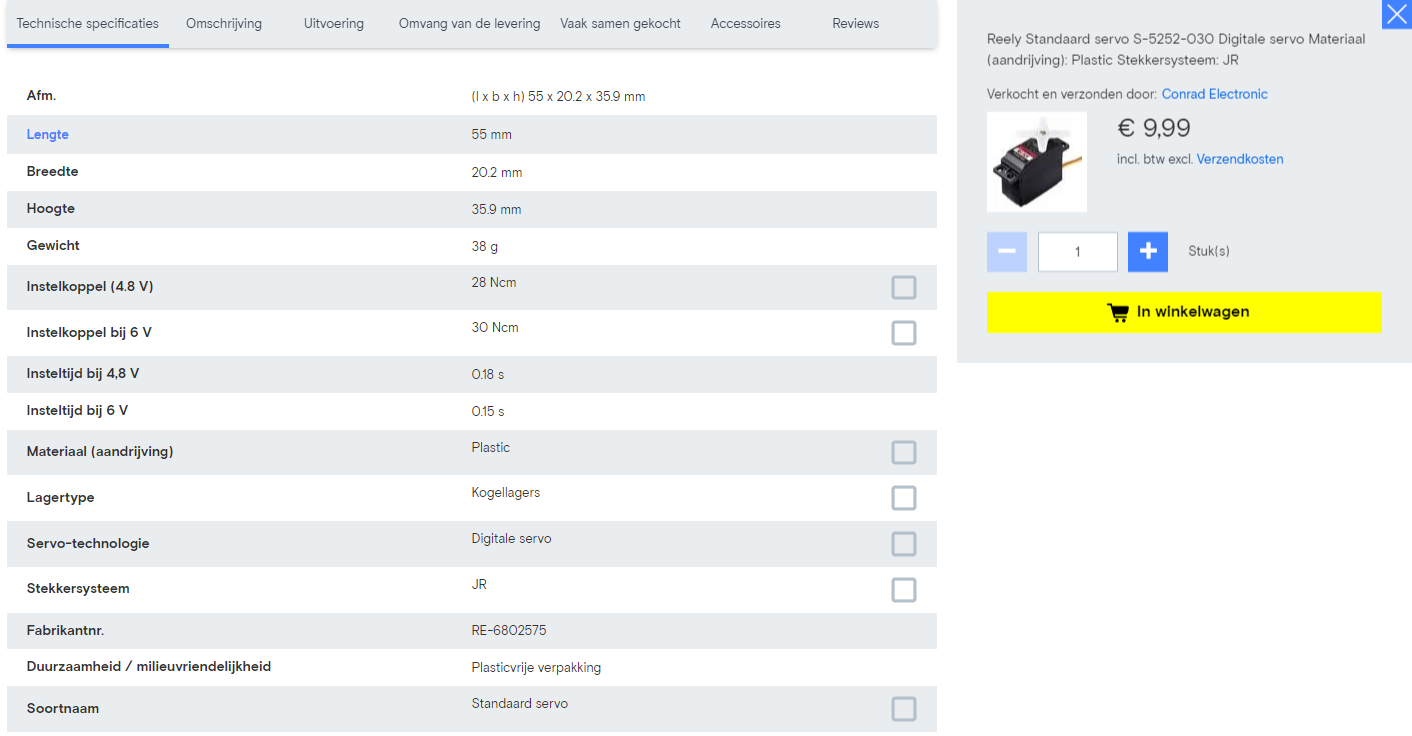 Technische specificaties Omschrijving Uitvoering Omvang van de levering Vaak samen gekocht Accessoires Reviews
Afm. (l x b x h) 55 x 20.2 x 35.9 mm
Lengte 55 mm
Breedte 20.2 mm
Hoogte 35.9 mm
Gewicht 38 g
Instelkoppel (4.8 V) 28 Ncm
Instelkoppel bij 6 V 30 Ncm
Insteltijd bij 4,8 V 0.18 s
Insteltijd bij 6 V 0.15 s
Materiaal (aandrijving) Plastic
Lagertype Kogellagers
Servo-technologie Digitale servo
Stekkersysteem JR
Fabrikantnr. RE-6802575
Duurzaamheid / milieuvriendelijkheid Plasticvrije verpakking
Soortnaam Standaard servo
Reely Standaard servo S-5252-030 Digitale servo Materiaal
(aandrijving): Plastic Stekkersysteem: JR
Verkocht en verzonden door: Conrad Electronic
€ 9,99
incl. btw excl. Verzendkosten
1 Stuk(s)
In winkelwagen